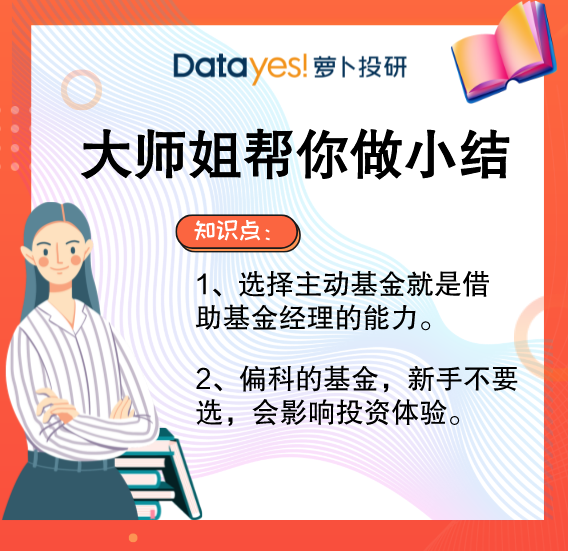 Datayes! 萝卜投研
大师姐帮你做小结
知识点：
1、选择主动基金就是借
助基金经理的能力。
2、偏科的基金，新手不要
选，会影响投资体验。